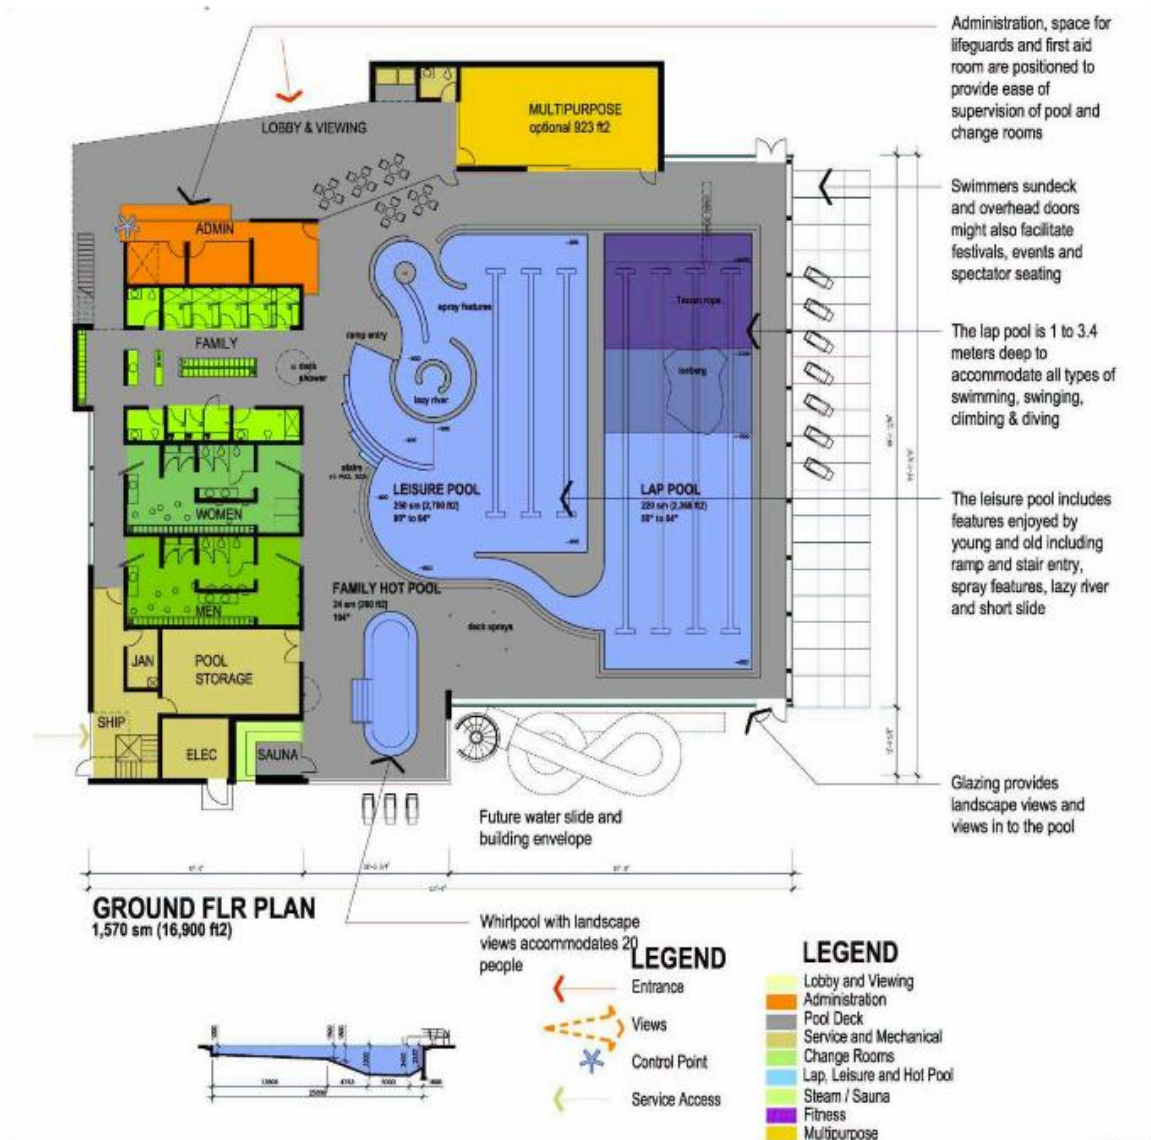 Administration, space for
lifeguards and first aid
room are positioned to
provide ease of
supervision of pool and
change rooms
MULTIPURPOSE
optional 923 ft2
LOBBY & VIEWING
Swimmers sundeck
and overhead doors
might also facilitate
festivals, events and
spectator seating
ADMIN
spray features
Tarzan rope
ramp entry
FAMILY
deck
shower
iceberg
lazy river
The lap pool is 1 to 3.4
meters deep to
accommodate all types of
swimming, swinging,
climbing & diving
stairs
LEISURE POOL
250 sm (2,700 ft2)
LAP POOL
WOMEN
The leisure pool includes
features enjoyed by
young and old including
ramp and stair entry,
spray features, lazy river
and short slide
FAMILY HOT POOL
104°
MEN
deck sprays
JAN
POOL
STORAGE
SHIP
ELEC
SAUNA
Glazing provides
landscape views and
views in to the pool
Future water slide and
building envelope
GROUND FLR PLAN
1,570 sm (16,900 ft2)
Whirlpool with landscape
views accommodates 20
people
LEGEND
Entrance
Views
Control Point
Service Access
LEGEND
Lobby and Viewing
Administration
Pool Deck
Service and Mechanical
Change Rooms
Lap, Leisure and Hot Pool
Steam / Sauna
Fitness
Multipurpose